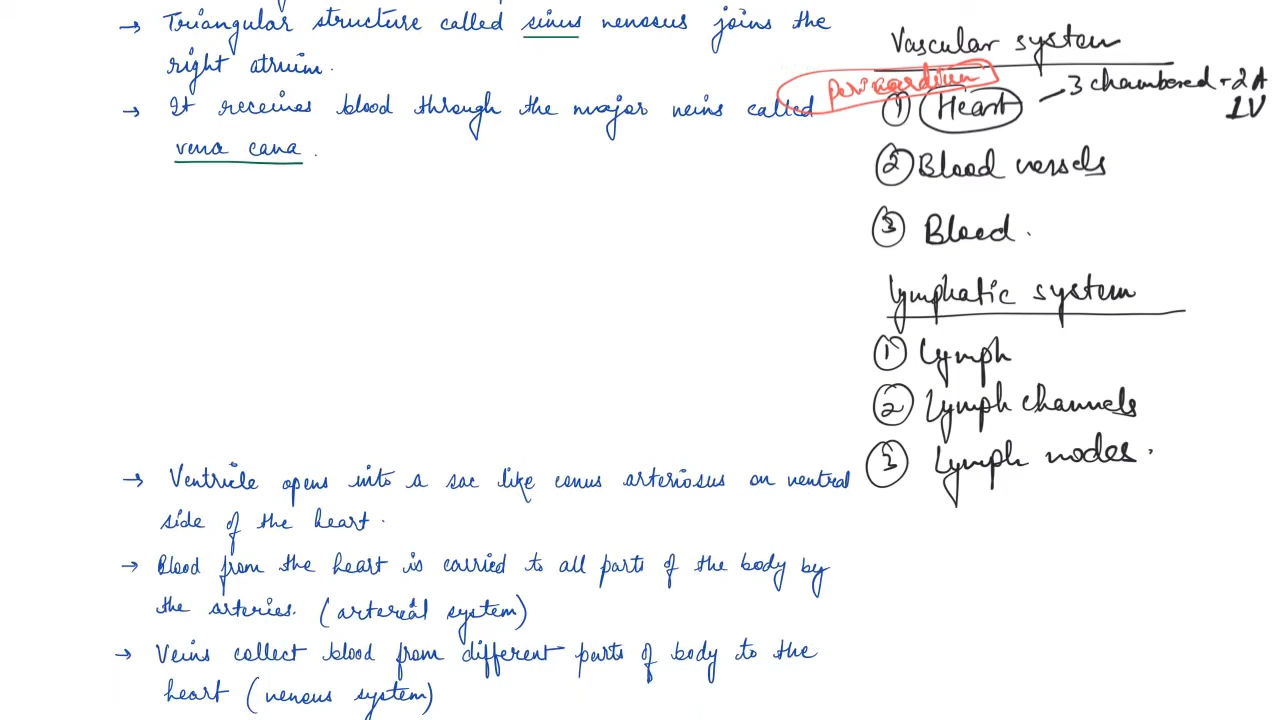 → Triangular structure called sinus venosus joins the
right atrium.
→ It receives blood through the major veins called
vena cava.
→ Ventricle opens into a sac like conus arteriosus on ventral
side of the heart.
→ Blood from the heart is carried to all parts of the body by
the arteries. (arterial system)
→ Veins collect blood from different parts of body to the
heart (venous system)
Vascular system
pericardium
① Heart — 3 chambered → 2A
1V
② Blood vessels
③ Blood.
Lymphatic system
① Lymph
② Lymph channels
③ Lymph nodes.